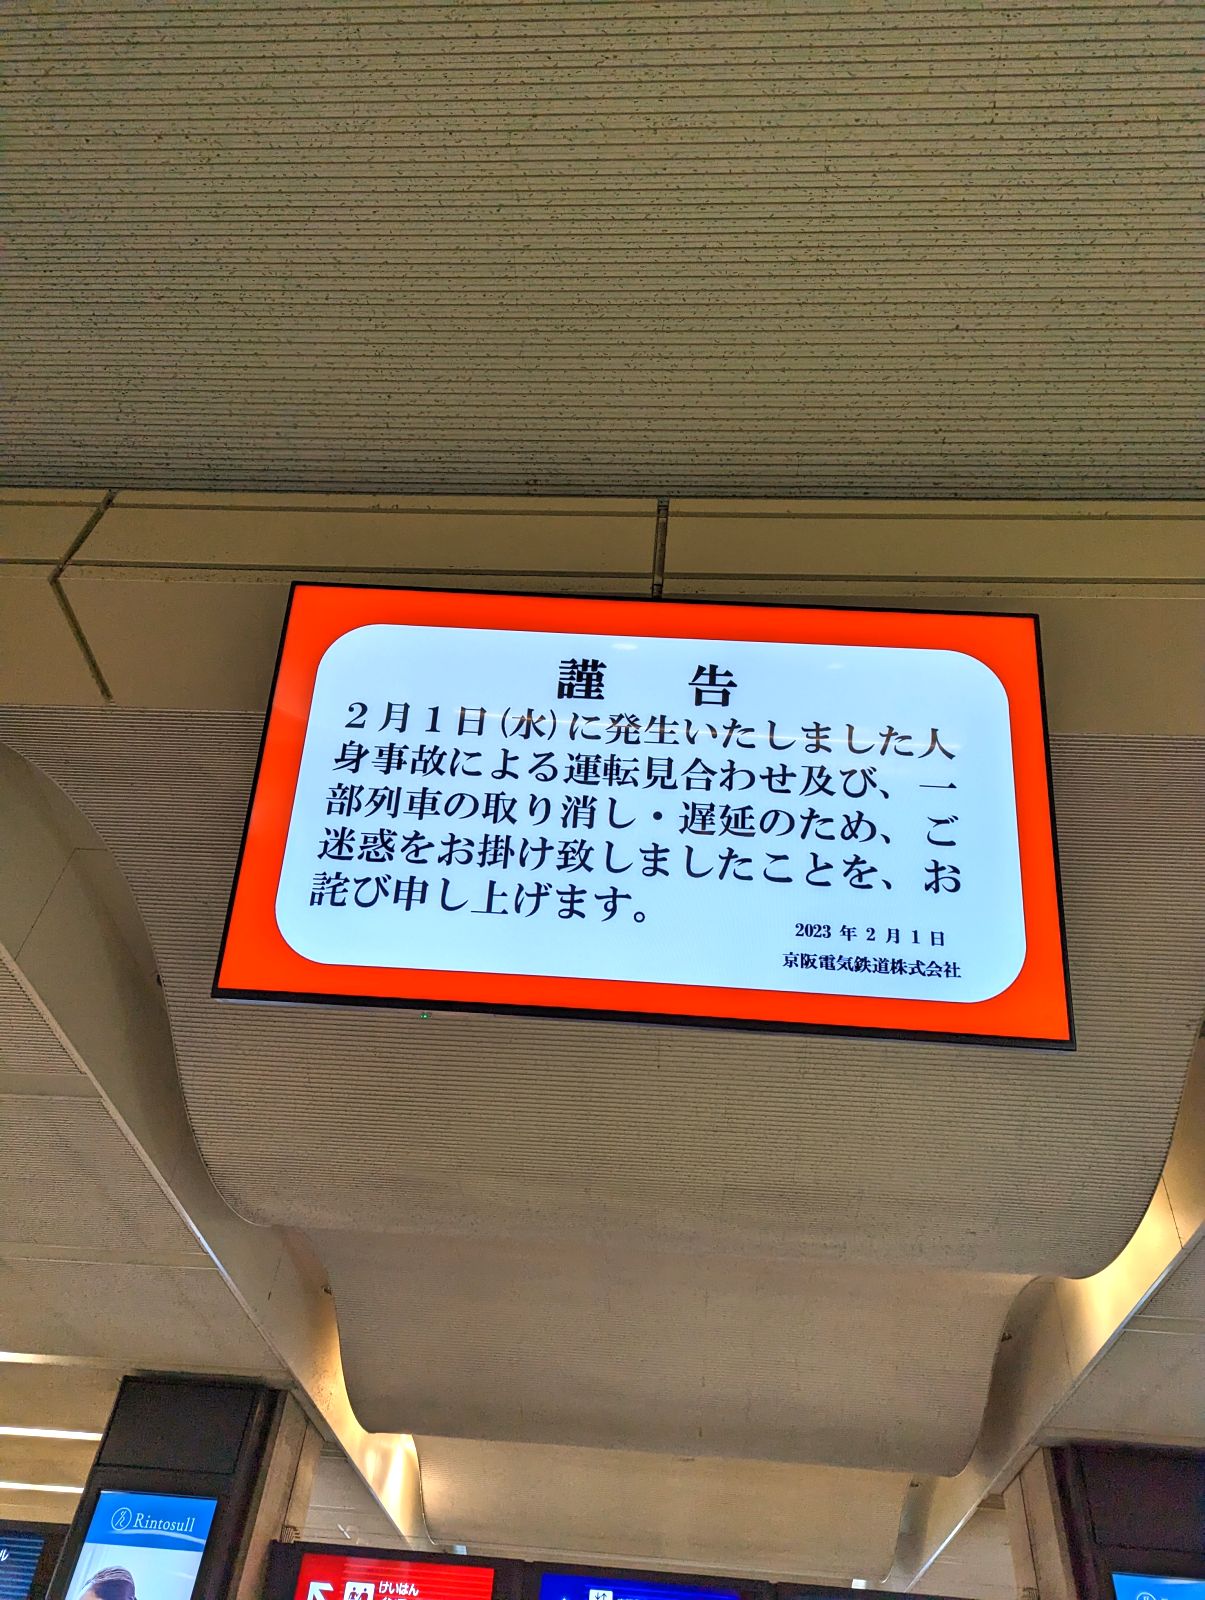 謹　告
２月１日（水）に発生いたしました人
身事故による運転見合わせ及び、一
部列車の取り消し・遅延のため、ご
迷惑をお掛け致しましたことを、お
詫び申し上げます。
2023 年 2 月 1 日
京阪電気鉄道株式会社
Rintosull
けいはん